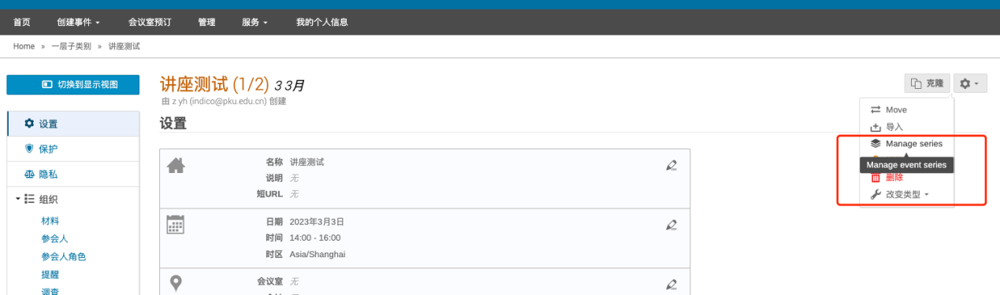 首页 创建事件 会议室预订 管理 服务 我的个人信息
Home » 一层子类别 » 讲座测试
切换到显示视图
讲座测试 (1/2) 3 3月
克隆
由 z yh (indico@pku.edu.cn) 创建
设置
Move
导入
Manage series
Manage event series
删除
改变类型
设置
保护
隐私
组织
材料
参会人
参会人角色
提醒
调查
名称 讲座测试
说明 无
短URL 无
日期 2023年3月3日
时间 14:00 - 16:00
时区 Asia/Shanghai
会议室 无